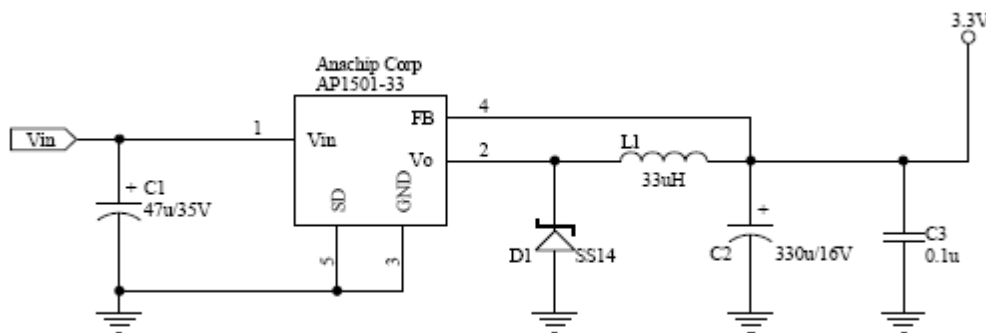 3.3V
Anachip Corp
AP1501-33
Vin
1
Vin
FB
4
Vo
2
L1
33uH
SD
GND
5
3
+
C1
47u/35V
D1
SS14
+
C2
330u/16V
C3
0.1u